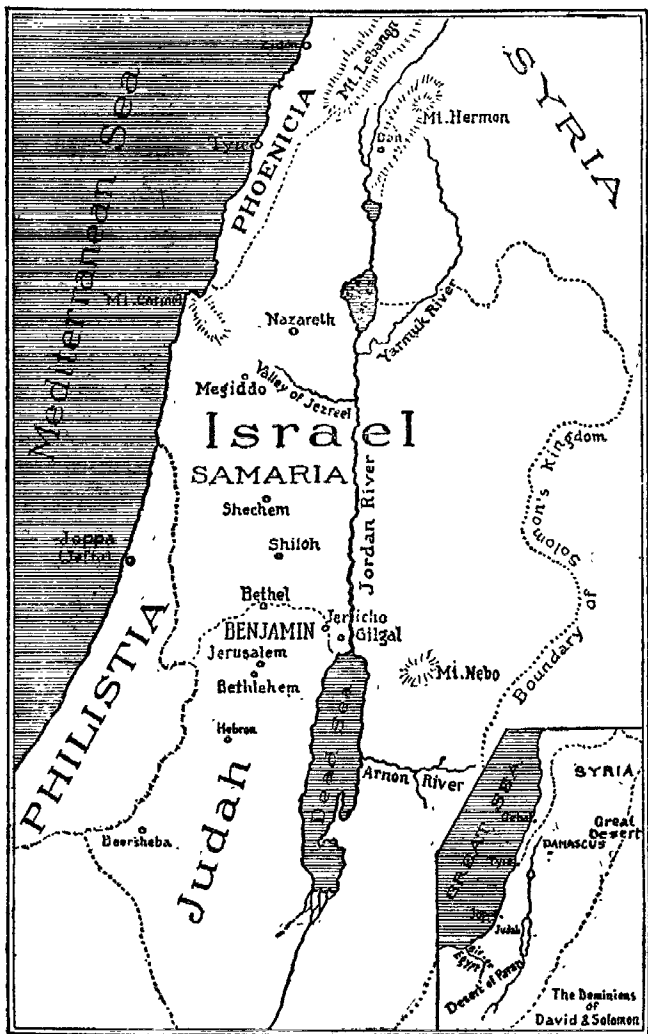 Zidon
Mt. Lebanon
SYRIA
Mt. Hermon
Dan
Tyre
PHOENICIA
Mediterranean Sea
Mt. Carmel
Nazareth
Yarmuk River
Megiddo
Valley of Jezreel
Israel
SAMARIA
Shechem
Jordan River
Boundary of Solomon's Kingdom
Joppa
Shiloh
Bethel
BENJAMIN
Jericho
Gilgal
Jerusalem
Bethlehem
Mt. Nebo
PHILISTIA
Hebron
Dead Sea
Arnon River
Judah
Beersheba
GREAT SEA
SYRIA
Gebal
Great
Desert
DAMASCUS
Tyre
Joppa
Judah
Egypt
Desert of Paran
The Dominions
of
David & Solomon